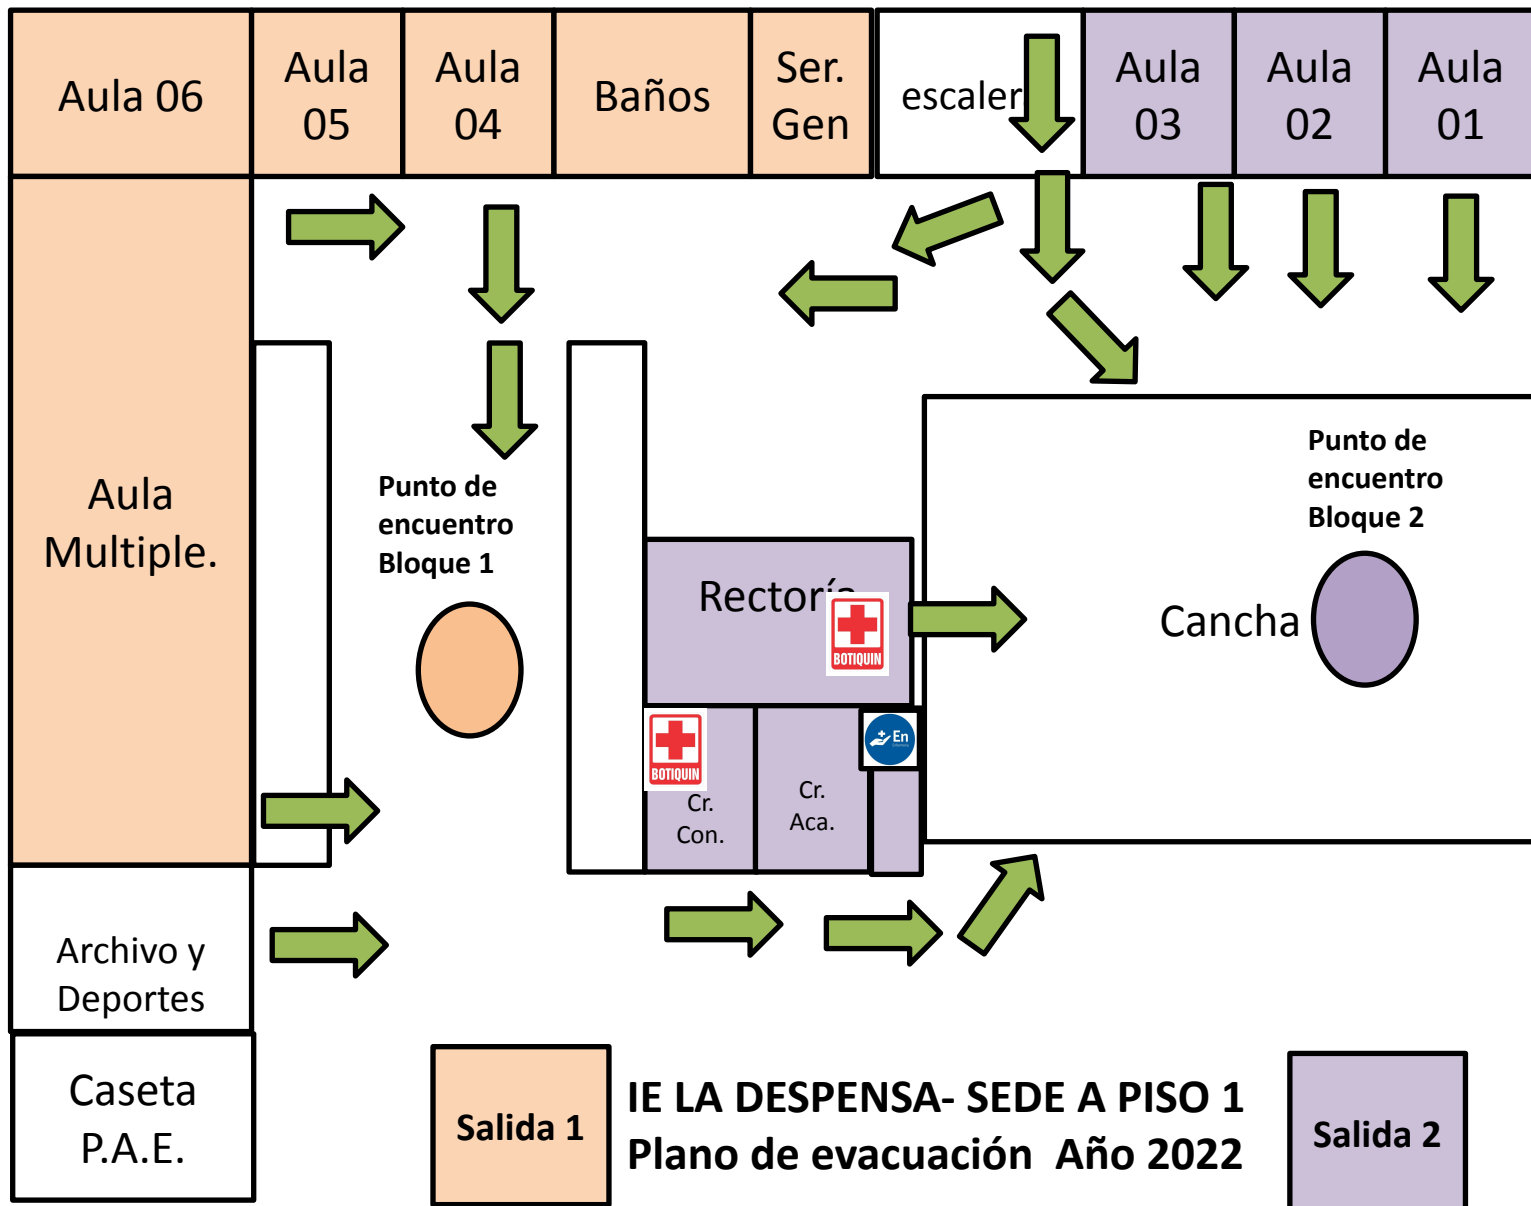 Aula 06
Aula
05
Aula
04
Baños
Ser.
Gen
escaler
Aula
03
Aula
02
Aula
01
Aula
Multiple.
Punto de
encuentro
Bloque 1
Punto de
encuentro
Bloque 2
Rectoría
BOTIQUIN
Cancha
BOTIQUIN
En
Cr.
Con.
Cr.
Aca.
Archivo y
Deportes
Caseta
P.A.E.
Salida 1
IE LA DESPENSA- SEDE A PISO 1
Plano de evacuación Año 2022
Salida 2